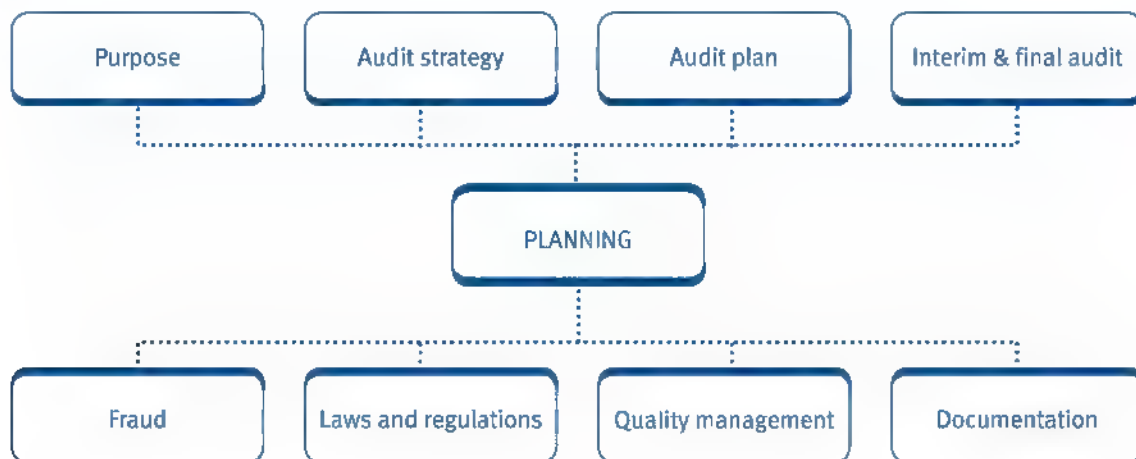 Purpose
Audit strategy
Audit plan
Interim & final audit
PLANNING
Fraud
Laws and regulations
Quality management
Documentation